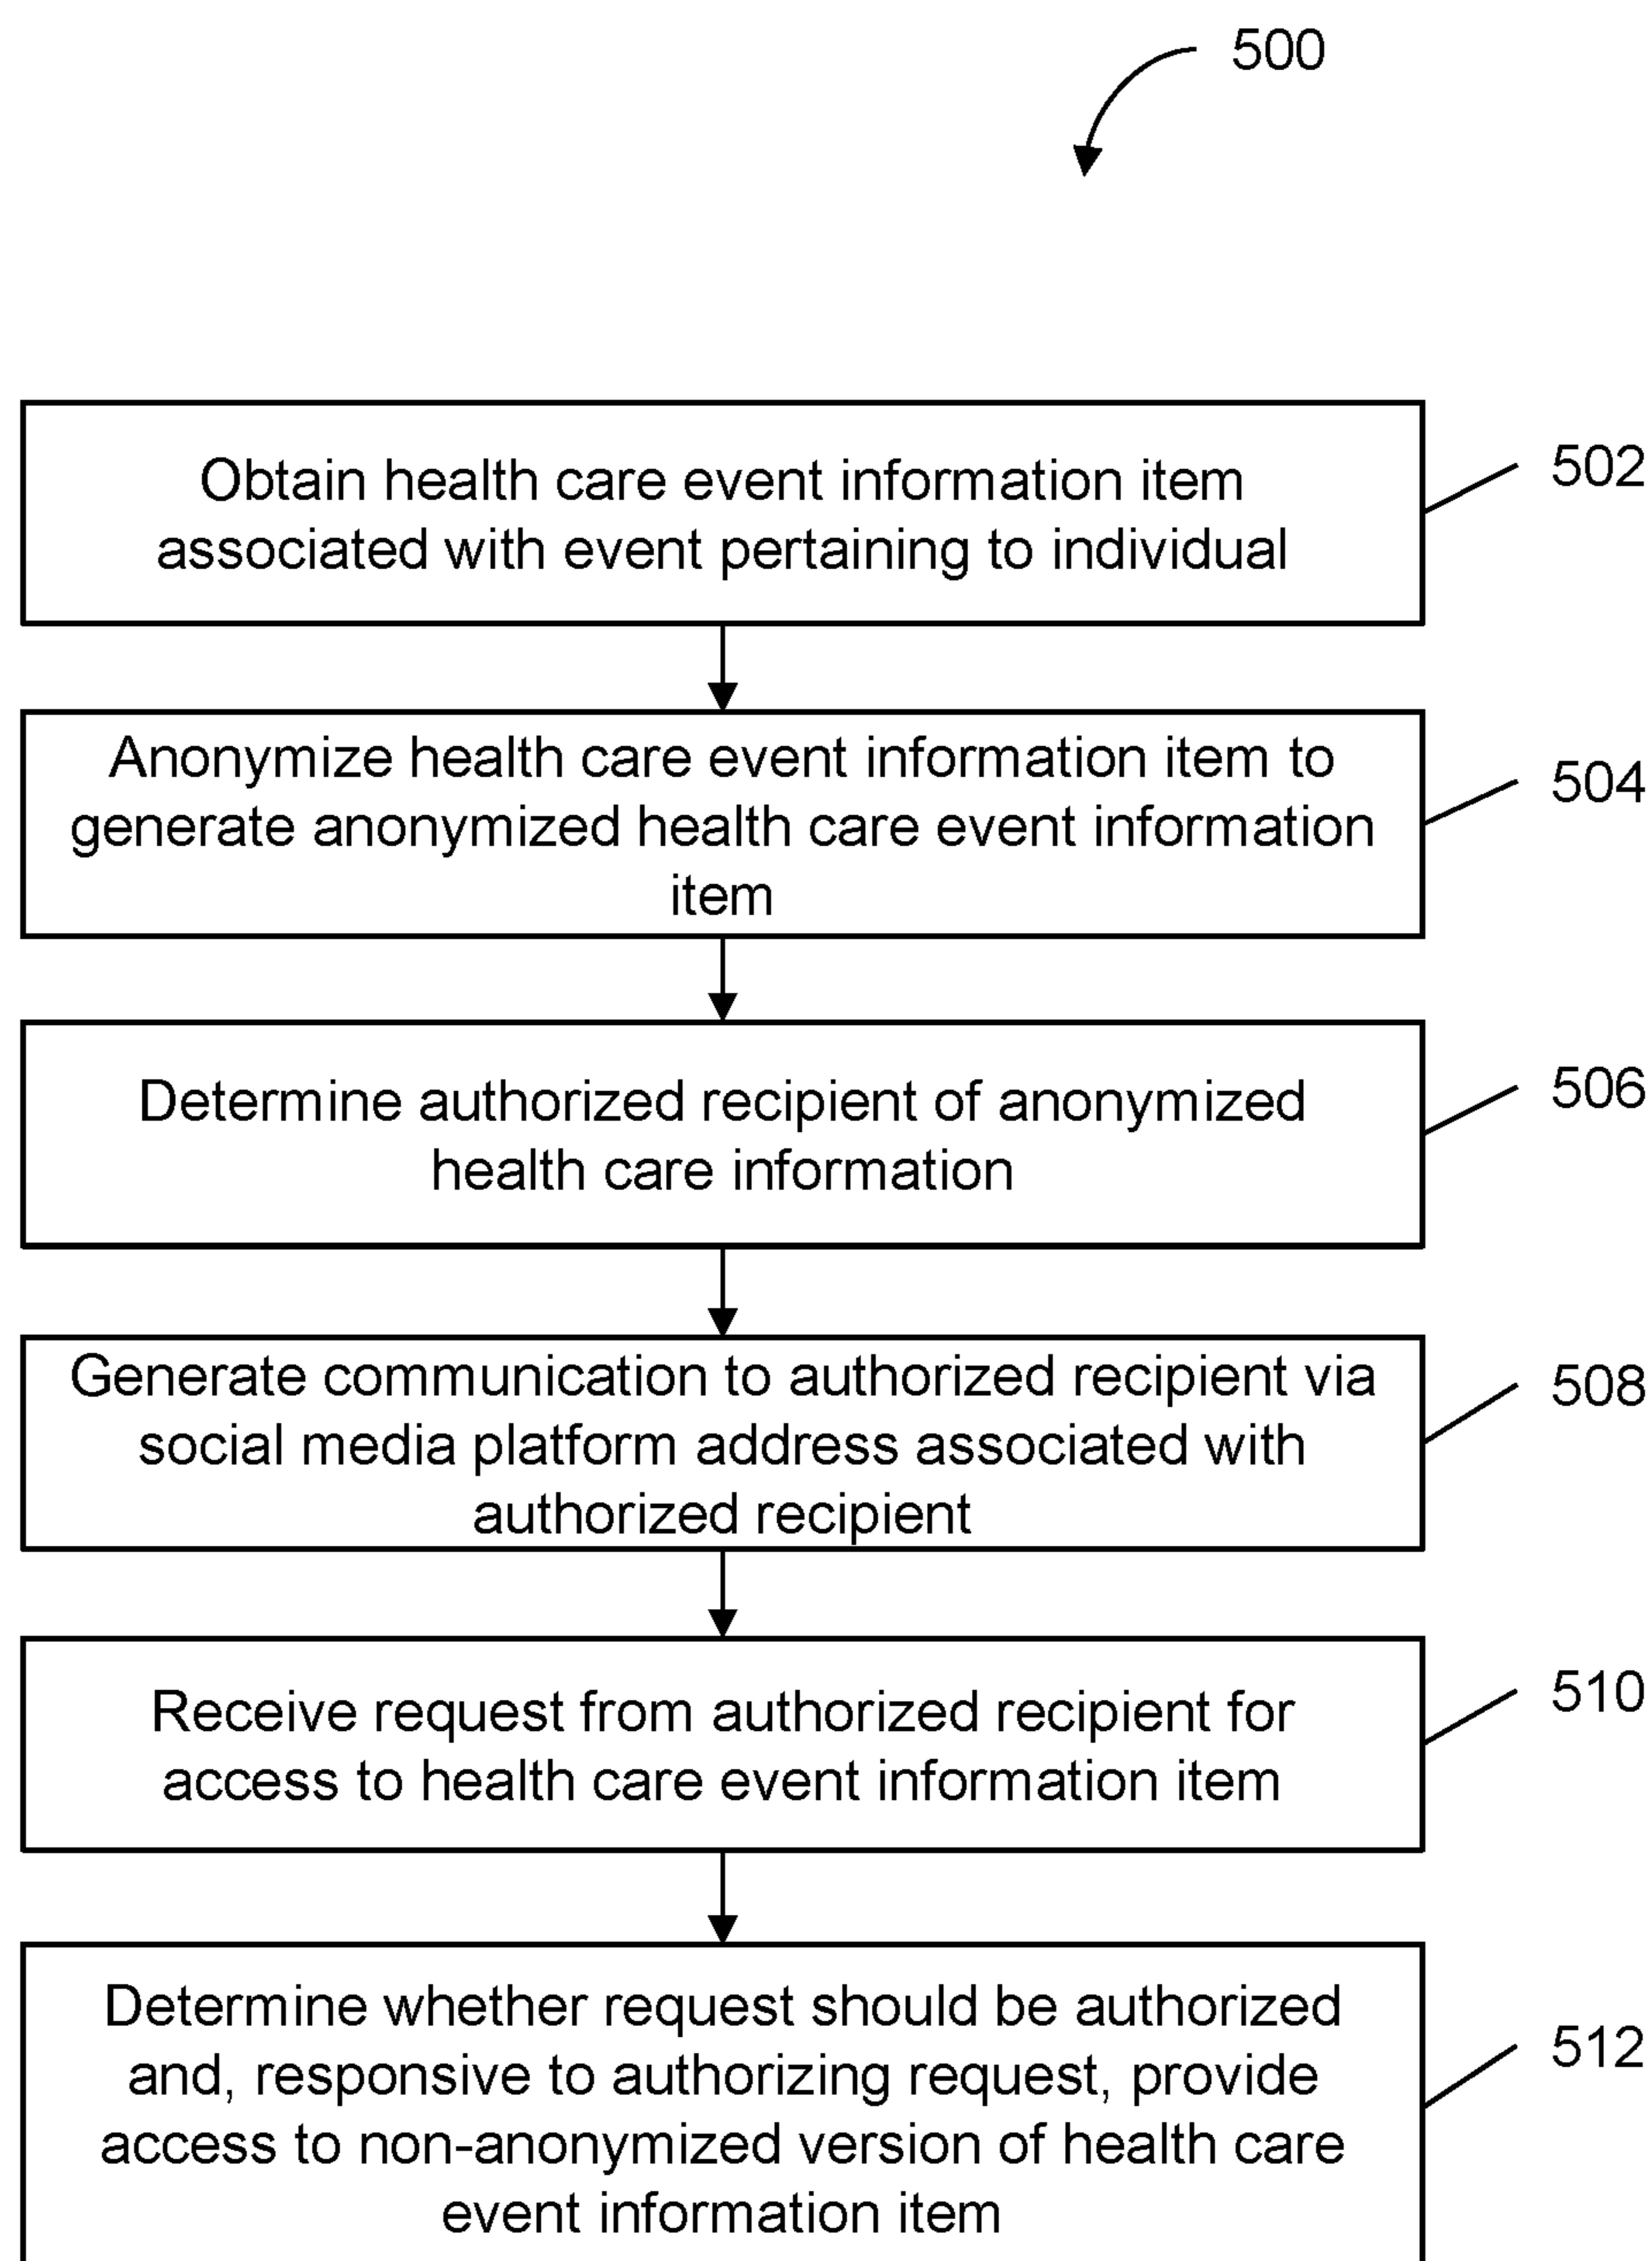 500
Obtain health care event information item
associated with event pertaining to individual
502
Anonymize health care event information item to
generate anonymized health care event information
item
504
Determine authorized recipient of anonymized
health care information
506
Generate communication to authorized recipient via
social media platform address associated with
authorized recipient
508
Receive request from authorized recipient for
access to health care event information item
510
Determine whether request should be authorized
and, responsive to authorizing request, provide
access to non-anonymized version of health care
event information item
512